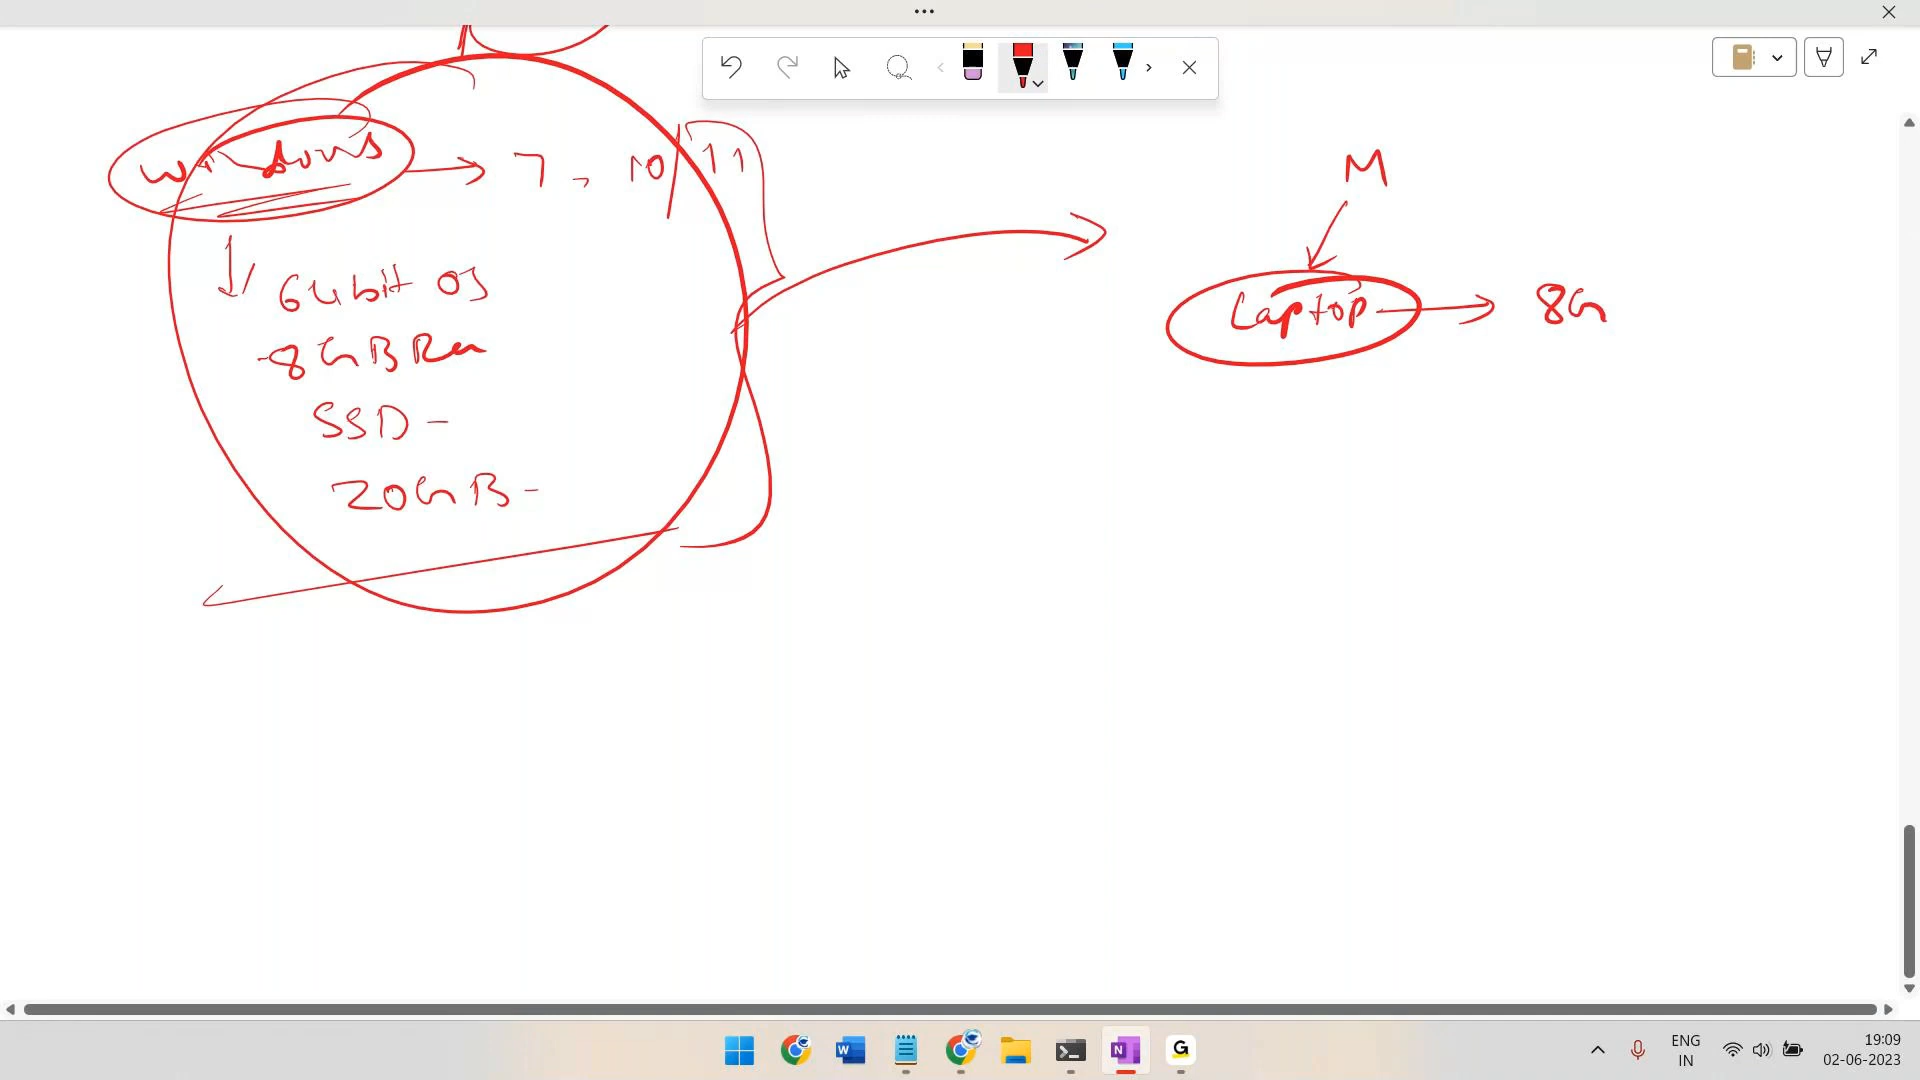 windows → 7, 10/11
64bit OS
-8GB Ram
SSD -
20GB -
M
Laptop → 8G
ENG
IN
19:09
02-06-2023